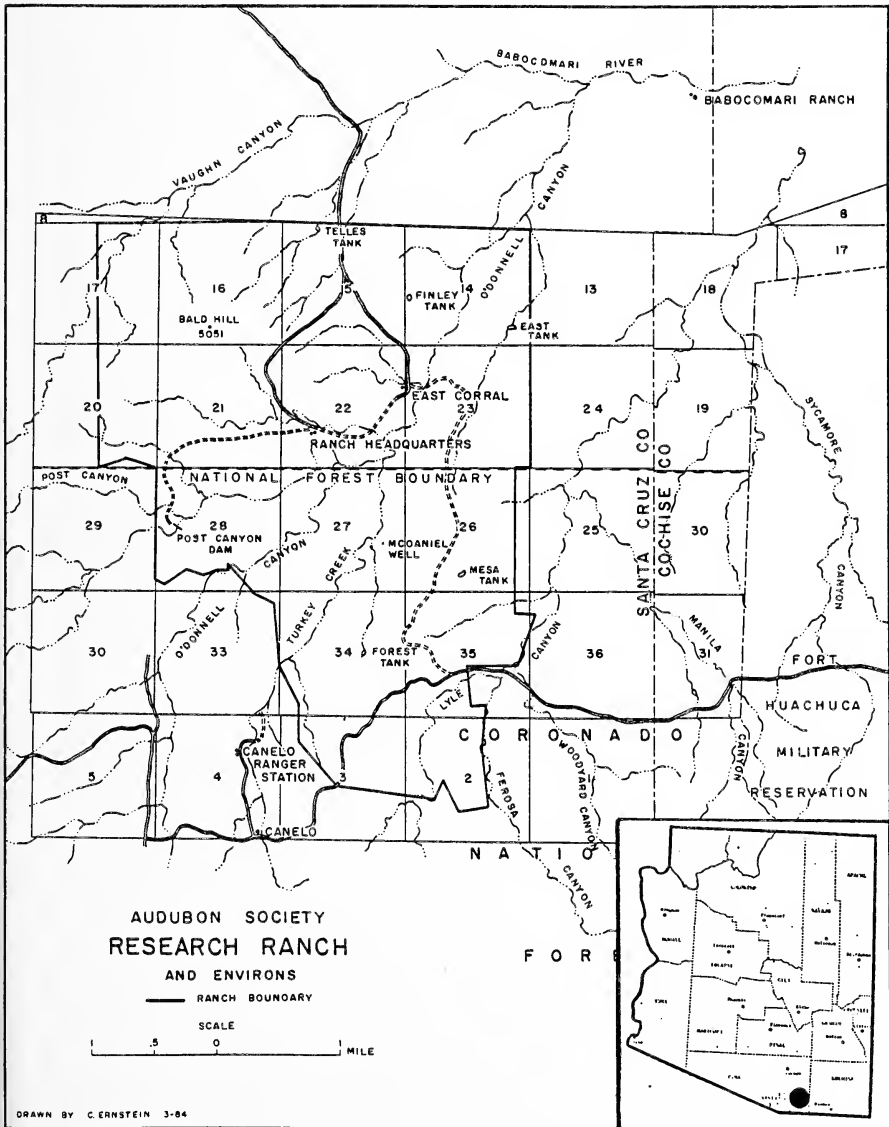 BABOCOMARI RIVER
BABOCOMARI RANCH
VAUGHN CANYON
O'DONNELL CANYON
8
8
TELLES TANK
17
16
15
14
13
18
17
FINLEY TANK
BALD HILL 5051
EAST TANK
EAST CORRAL
20
21
22
23
24
19
SYCAMORE CANYON
RANCH HEADQUARTERS
SANTA CRUZ CO
COCHISE CO
POST CANYON
NATIONAL FOREST BOUNDARY
29
28
27
26
25
30
POST CANYON DAM
O'DONNELL CANYON
TURKEY CREEK
MCDANIEL WELL
MESA TANK
MANILA CANYON
30
33
34
35
36
31
FOREST TANK
LYLE CANYON
FORT
HUACHUCA
MILITARY
RESERVATION
CORONADO
5
4
3
2
1
CANELO RANGER STATION
FEROSA CANYON
WOODYARD CANYON
CANELO
NATIO
FORE
AUDUBON SOCIETY
RESEARCH RANCH
AND ENVIRONS
RANCH BOUNDARY
SCALE
1 .5 0 1 MILE
DRAWN BY C. ERNSTEIN 3-84